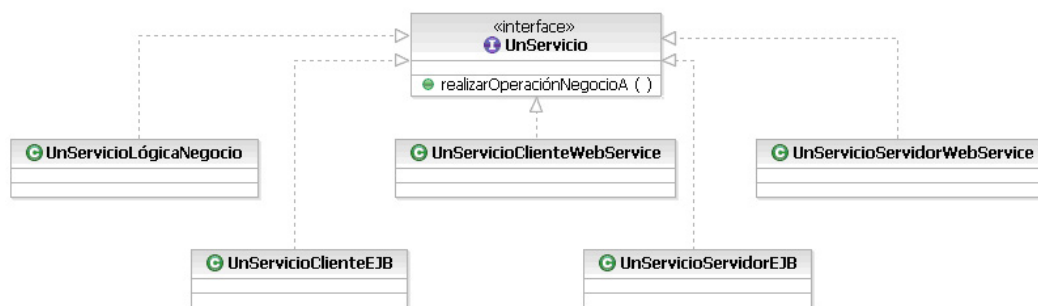 «interface»
UnServicio
realizarOperaciónNegocioA ( )
UnServicioLógicaNegocio
UnServicioClienteWebService
UnServicioServidorWebService
UnServicioClienteEJB
UnServicioServidorEJB